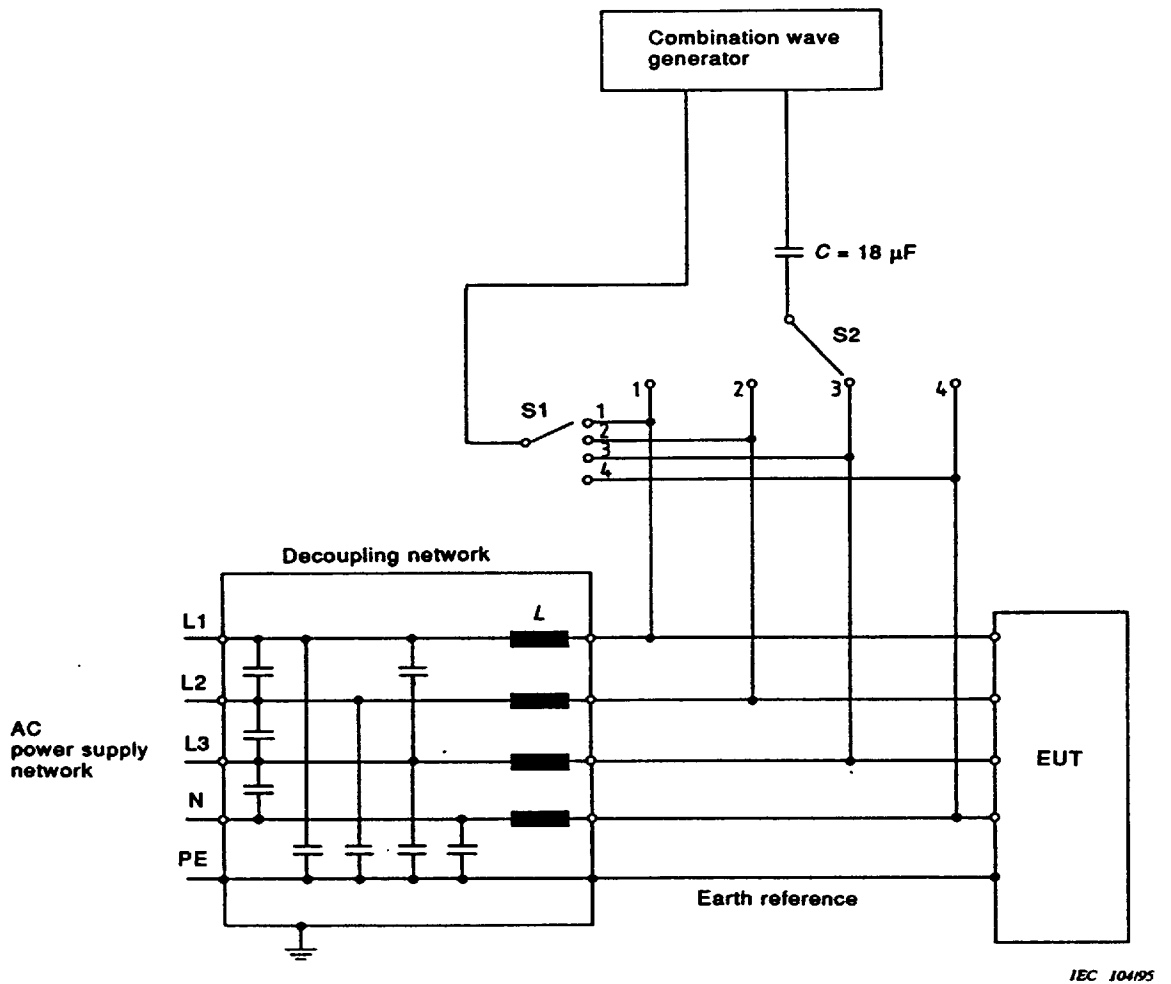 Combination wave
generator
C = 18 µF
S2
1
2
3
4
S1
1
2
3
4
Decoupling network
L1
L
L2
AC
power supply
network
L3
EUT
N
PE
Earth reference
IEC 104/95